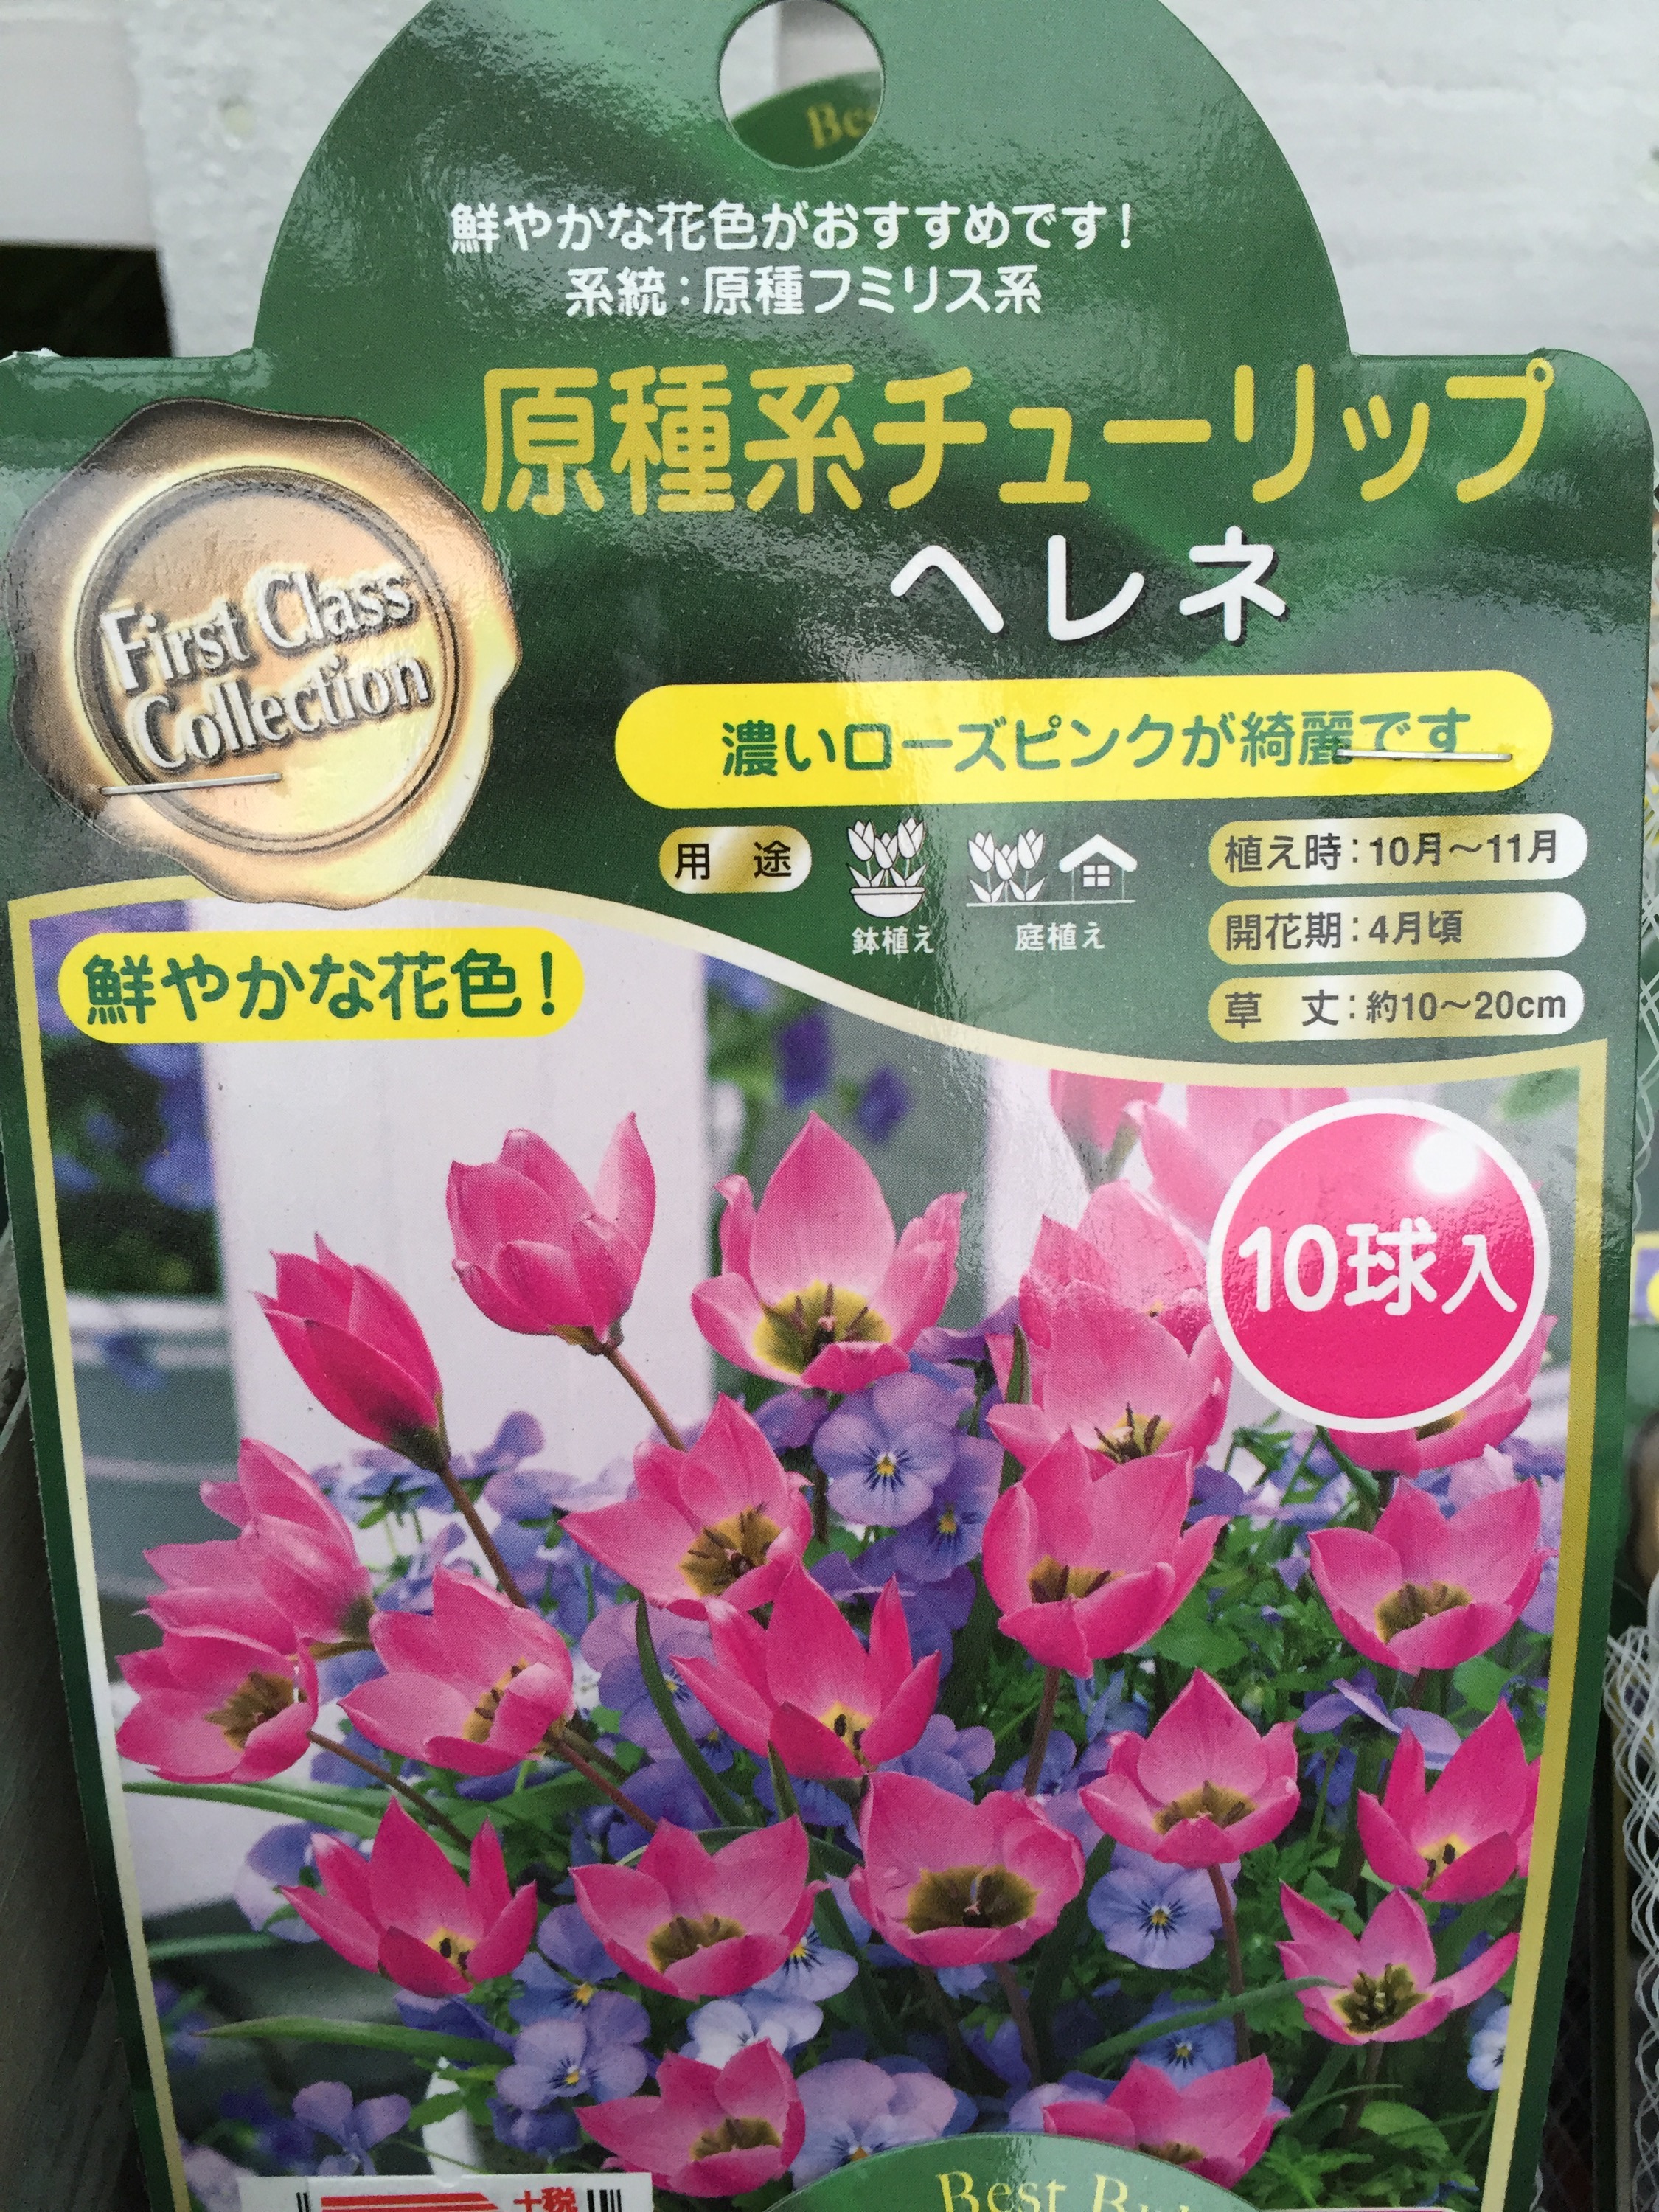 鮮やかな花色がおすすめです!
系統:原種フミリス系
原種系チューリップ
ヘレネ
First Class
Collection
濃いローズピンクが綺麗です
用 途
鉢植え
庭植え
植え時:10月〜11月
開花期:4月頃
草 丈:約10〜20cm
鮮やかな花色!
10球入
+税
Best